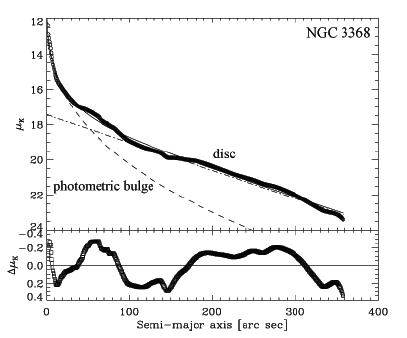 NGC 3368
12
14
16
18
20
22
24
μK
disc
photometric bulge
-0.4
-0.2
0.0
0.2
0.4
ΔμK
0 100 200 300 400
Semi-major axis [arc sec]